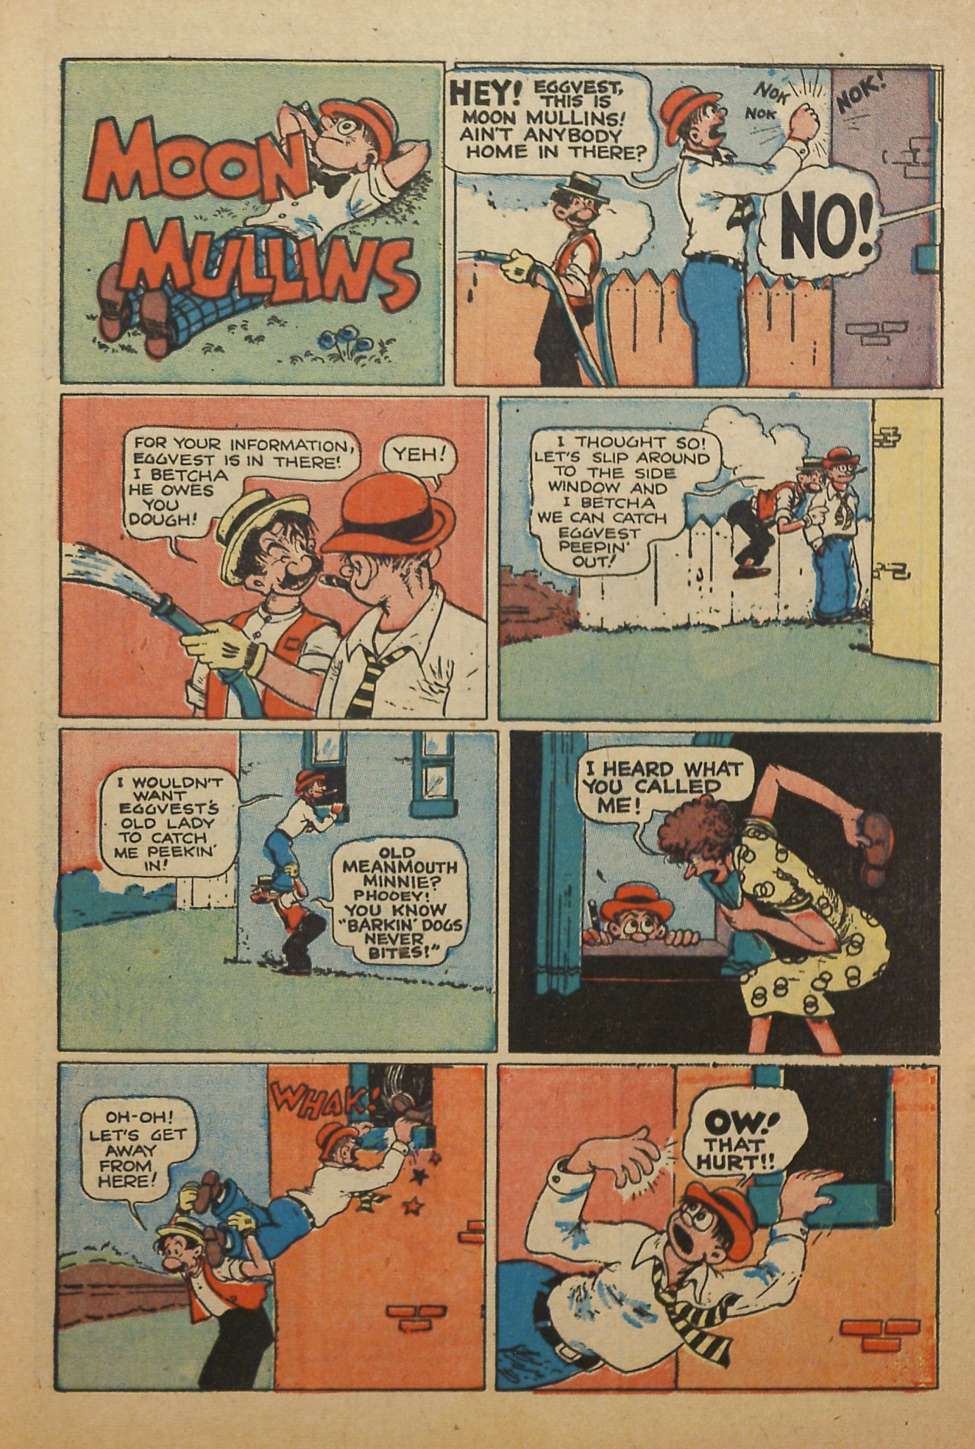 MOON
MULLINS
HEY! EGGVEST,
THIS IS
MOON MULLINS!
AIN'T ANYBODY
HOME IN THERE?
NOK
NOK
NOK!
NO!
FOR YOUR INFORMATION,
EGGVEST IS IN THERE!
I BETCHA
HE OWES
YOU
DOUGH!
YEH!
I THOUGHT SO!
LET'S SLIP AROUND
TO THE SIDE
WINDOW AND
I BETCHA
WE CAN CATCH
EGGVEST
PEEPIN'
OUT!
I WOULDN'T
WANT
EGGVEST'S
OLD LADY
TO CATCH
ME PEEKIN'
IN!
OLD
MEANMOUTH
MINNIE?
PHOOEY!
YOU KNOW
"BARKIN' DOGS
NEVER
BITES!"
I HEARD WHAT
YOU CALLED
ME!
OH-OH!
LET'S GET
AWAY
FROM
HERE!
WHAK!
OW!
THAT
HURT!!